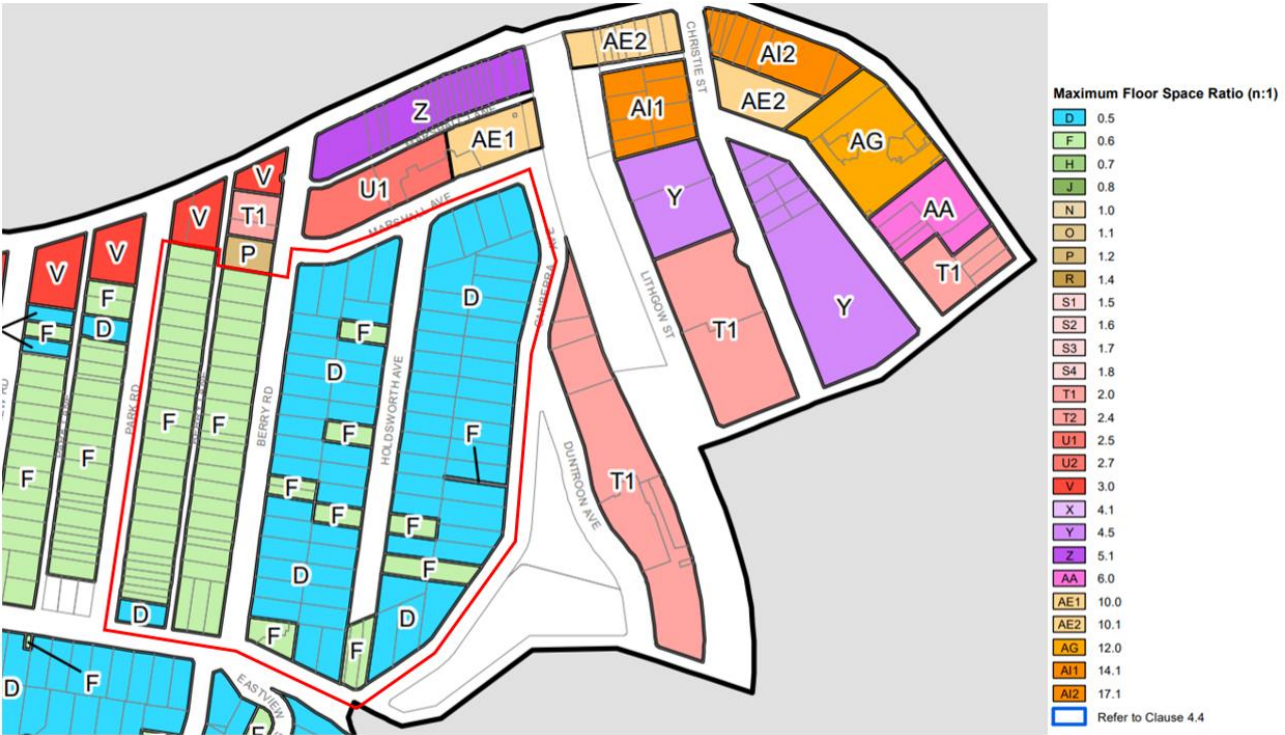 AE2
CHRISTIE ST
AI2
Z
AI1
AE2
AG
MARSHALL LANE
AE1
V
U1
V
T1
MARSHALL AVE
Y
AA
V
V
P
T1
F
D
CANBERRA AVE
LITHGOW ST
Y
F
D
F
T1
D
PARK RD
F
F
BERRY RD
HOLDSWORTH AVE
F
F
F
F
DUNTROON AVE
T1
F
F
F
F
D
D
F
D
F
F
D
F
EASTVIEW
F
Maximum Floor Space Ratio (n:1)
D 0.5
F 0.6
H 0.7
J 0.8
N 1.0
O 1.1
P 1.2
R 1.4
S1 1.5
S2 1.6
S3 1.7
S4 1.8
T1 2.0
T2 2.4
U1 2.5
U2 2.7
V 3.0
X 4.1
Y 4.5
Z 5.1
AA 6.0
AE1 10.0
AE2 10.1
AG 12.0
AI1 14.1
AI2 17.1
Refer to Clause 4.4